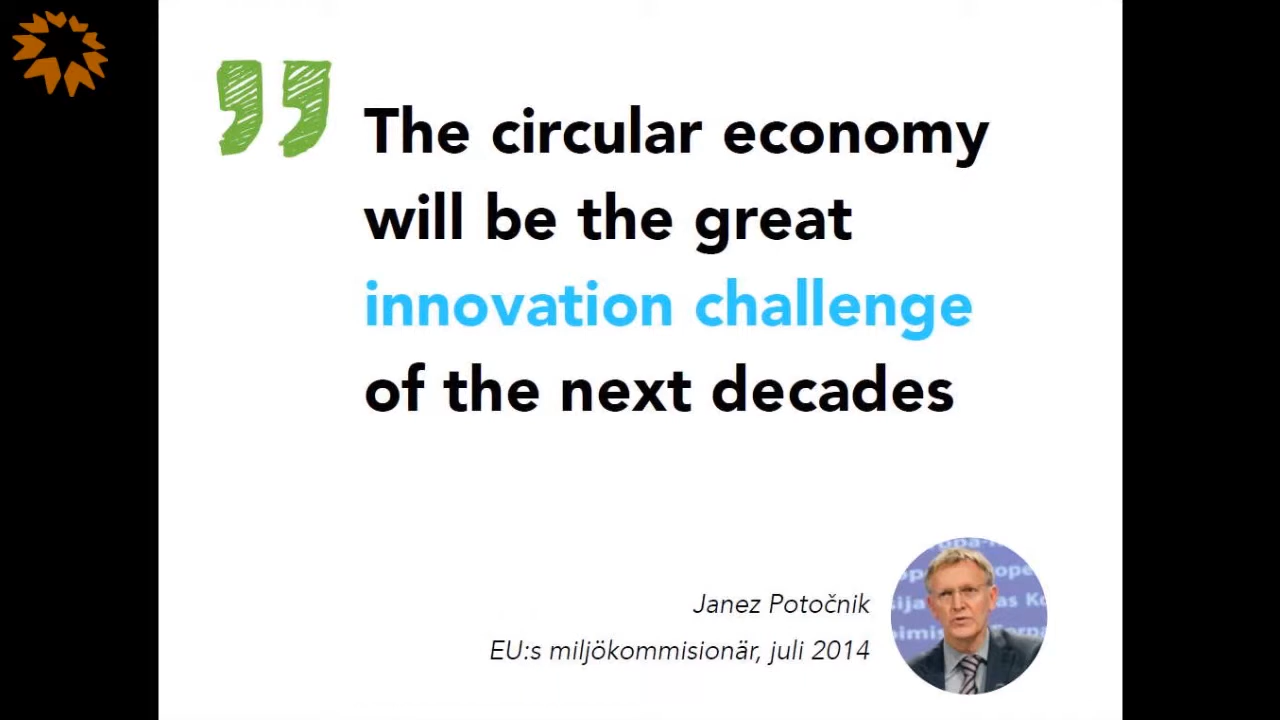 The circular economy
will be the great
innovation challenge
of the next decades
Janez Potočnik
EU:s miljökommisionär, juli 2014